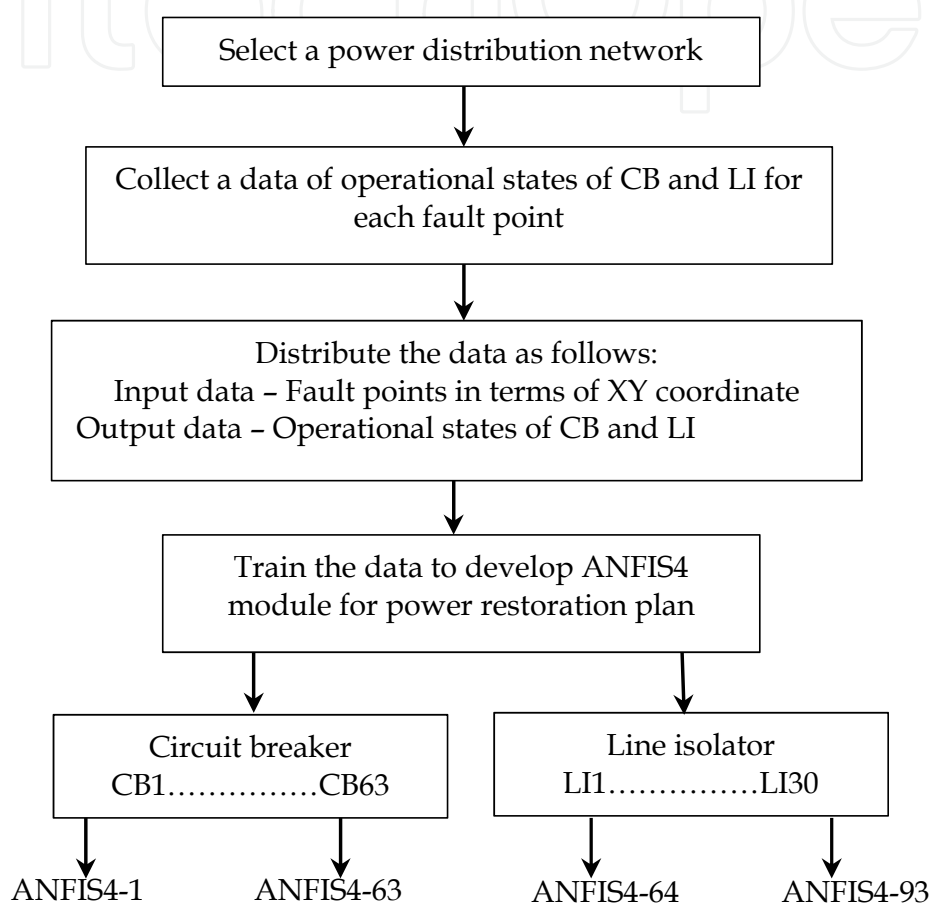 Select a power distribution network
Collect a data of operational states of CB and LI for
each fault point
Distribute the data as follows:
Input data – Fault points in terms of XY coordinate
Output data – Operational states of CB and LI
Train the data to develop ANFIS4
module for power restoration plan
Circuit breaker
CB1……………CB63
Line isolator
LI1……………LI30
ANFIS4-1
ANFIS4-63
ANFIS4-64
ANFIS4-93